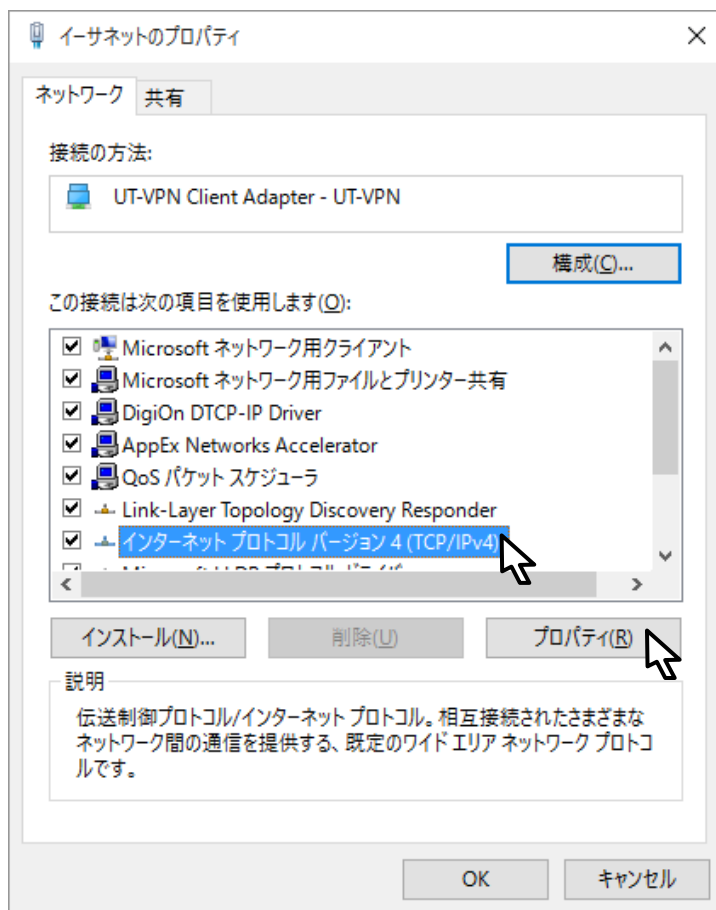 イーサネットのプロパティ
ネットワーク 共有
接続の方法:
UT-VPN Client Adapter - UT-VPN
構成(C)...
この接続は次の項目を使用します(O):
Microsoft ネットワーク用クライアント
Microsoft ネットワーク用ファイルとプリンター共有
DigiOn DTCP-IP Driver
AppEx Networks Accelerator
QoS パケット スケジューラ
Link-Layer Topology Discovery Responder
インターネット プロトコル バージョン 4 (TCP/IPv4)
インストール(N)... 削除(U) プロパティ(R)
説明
伝送制御プロトコル/インターネット プロトコル。相互接続されたさまざまな
ネットワーク間の通信を提供する、既定のワイド エリア ネットワーク プロトコ
ルです。
OK キャンセル